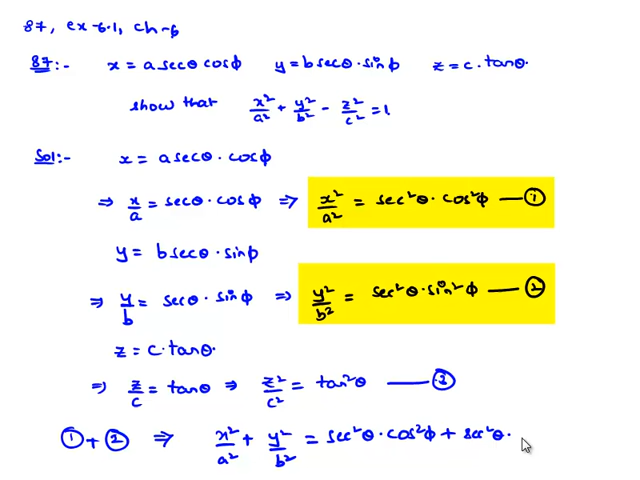 87, ex-6.1, ch-6
87:- x = a secθ cosϕ y = b secθ · sinϕ z = c · tanθ·
show that x²/a² + y²/b² - z²/c² = 1
Sol:- x = a secθ · cosϕ
⇒ x/a = secθ · cosϕ ⇒ x²/a² = sec²θ · cos²ϕ — ①
y = b secθ · sinϕ
⇒ y/b = secθ · sinϕ ⇒ y²/b² = sec²θ · sin²ϕ — ②
z = c · tanθ·
⇒ z/c = tanθ ⇒ z²/c² = tan²θ — ③
① + ② ⇒ x²/a² + y²/b² = sec²θ · cos²ϕ + sec²θ ·